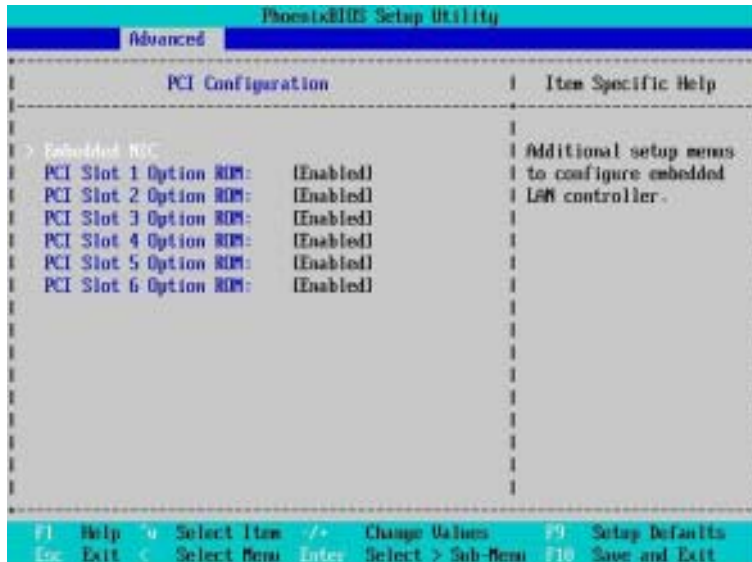 PhoenixBIOS Setup Utility
Advanced
PCI Configuration
Item Specific Help
> Embedded NIC
PCI Slot 1 Option ROM: [Enabled]
PCI Slot 2 Option ROM: [Enabled]
PCI Slot 3 Option ROM: [Enabled]
PCI Slot 4 Option ROM: [Enabled]
PCI Slot 5 Option ROM: [Enabled]
PCI Slot 6 Option ROM: [Enabled]
Additional setup menus
to configure embedded
LAN controller.
F1 Help ^v Select Item -/+ Change Values F9 Setup Defaults
Esc Exit < Select Menu Enter Select > Sub-Menu F10 Save and Exit